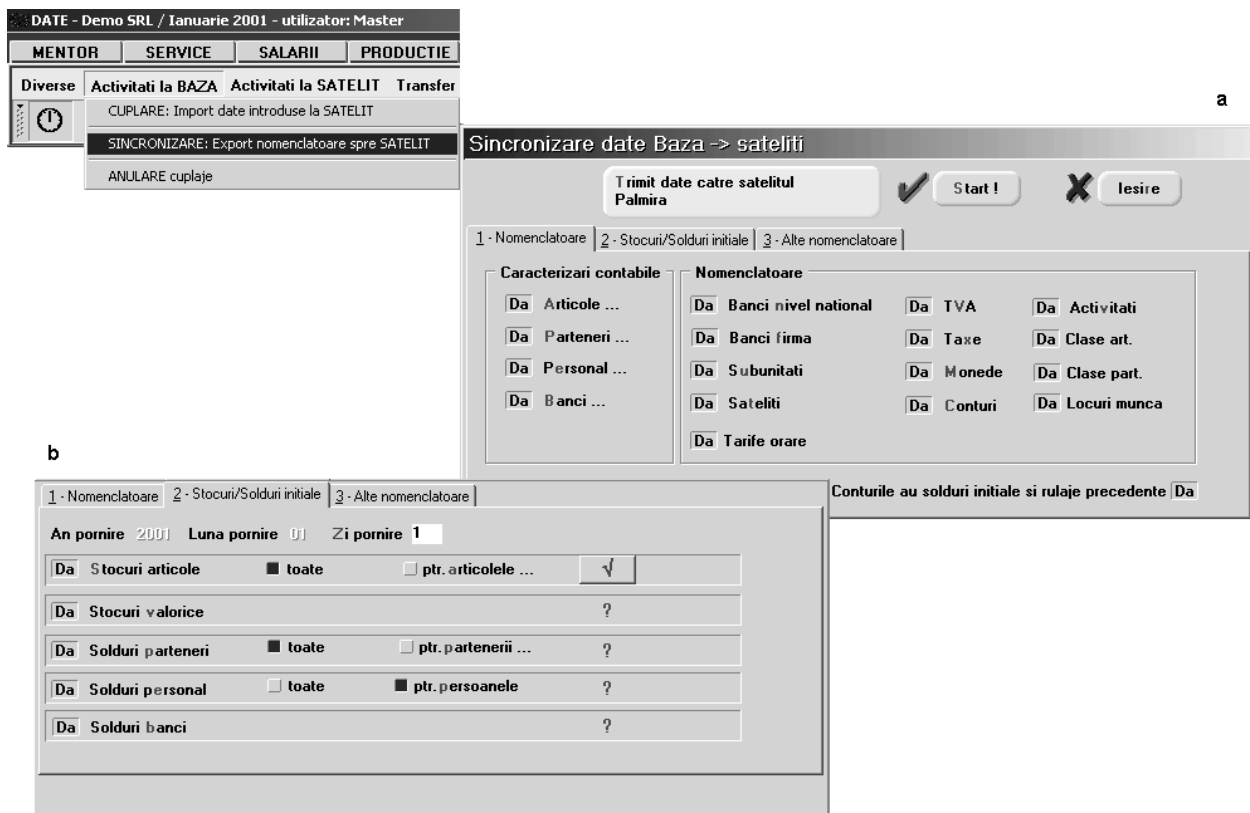 DATE - Demo SRL / Ianuarie 2001 - utilizator: Master
MENTOR SERVICE SALARII PRODUCTIE
Diverse Activitati la BAZA Activitati la SATELIT Transfer
CUPLARE: Import date introduse la SATELIT
SINCRONIZARE: Export nomenclatoare spre SATELIT
ANULARE cuplaje
a
Sincronizare date Baza -> sateliti
Trimit date catre satelitul
Palmira
Start !
Iesire
1 - Nomenclatoare 2 - Stocuri/Solduri initiale 3 - Alte nomenclatoare
Caracterizari contabile
Da Articole ...
Da Parteneri ...
Da Personal ...
Da Banci ...
Nomenclatoare
Da Banci nivel national Da TVA Da Activitati
Da Banci firma Da Taxe Da Clase art.
Da Subunitati Da Monede Da Clase part.
Da Sateliti Da Conturi Da Locuri munca
Da Tarife orare
Conturile au solduri initiale si rulaje precedente Da
b
1 - Nomenclatoare 2 - Stocuri/Solduri initiale 3 - Alte nomenclatoare
An pornire 2001 Luna pornire 01 Zi pornire 1
Da Stocuri articole toate ptr. articolele ... √
Da Stocuri valorice ?
Da Solduri parteneri toate ptr. partenerii ... ?
Da Solduri personal toate ptr. persoanele ?
Da Solduri banci ?